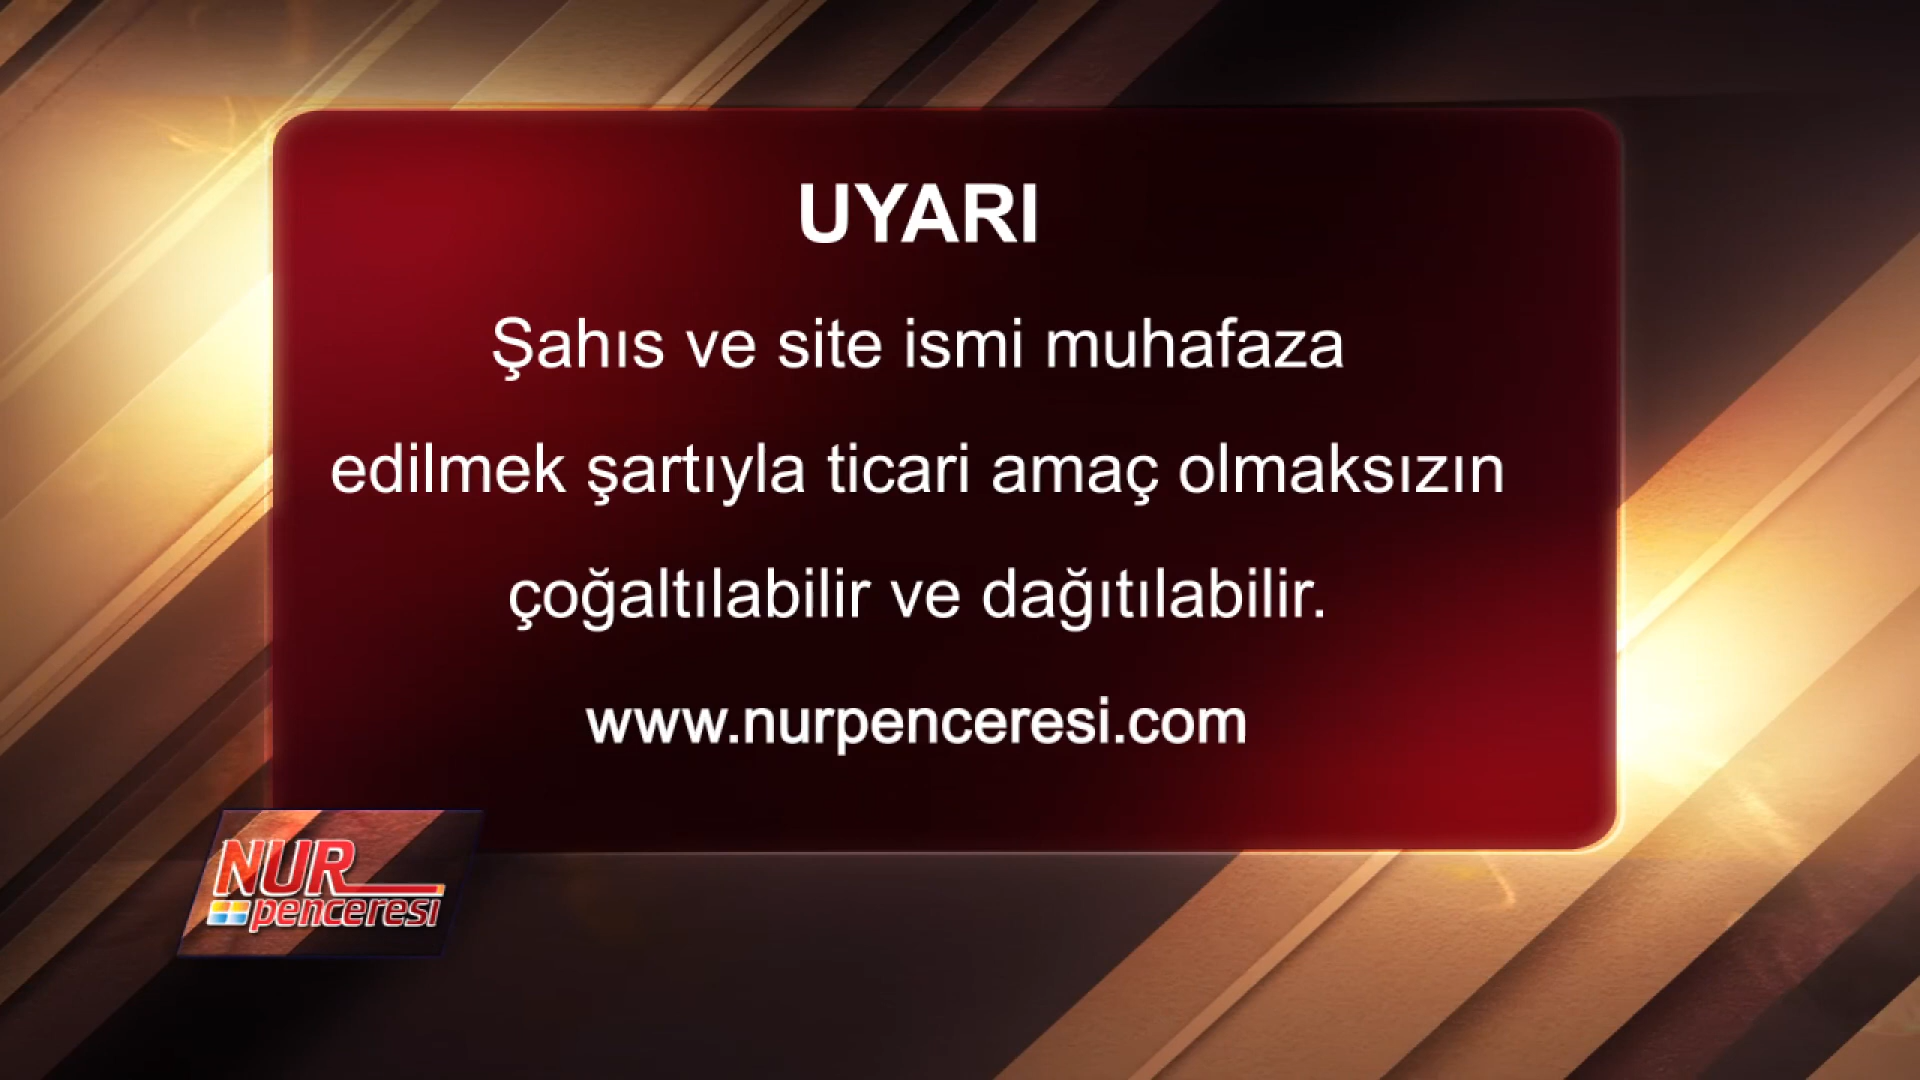 UYARI
Şahıs ve site ismi muhafaza
edilmek şartıyla ticari amaç olmaksızın
çoğaltılabilir ve dağıtılabilir.
www.nurpenceresi.com
NUR
penceresi